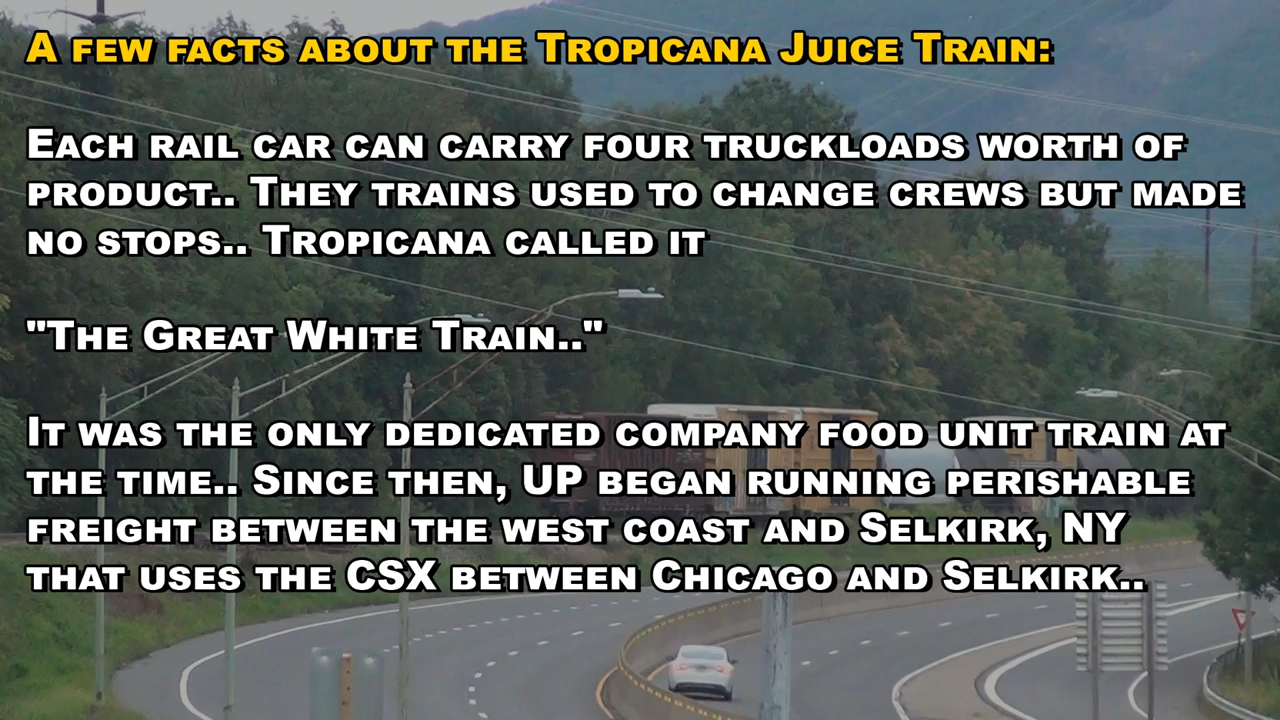 A few facts about the Tropicana Juice Train:
Each rail car can carry four truckloads worth of
product.. They trains used to change crews but made
no stops.. Tropicana called it
"The Great White Train.."
It was the only dedicated company food unit train at
the time.. Since then, UP began running perishable
freight between the west coast and Selkirk, NY
that uses the CSX between Chicago and Selkirk..